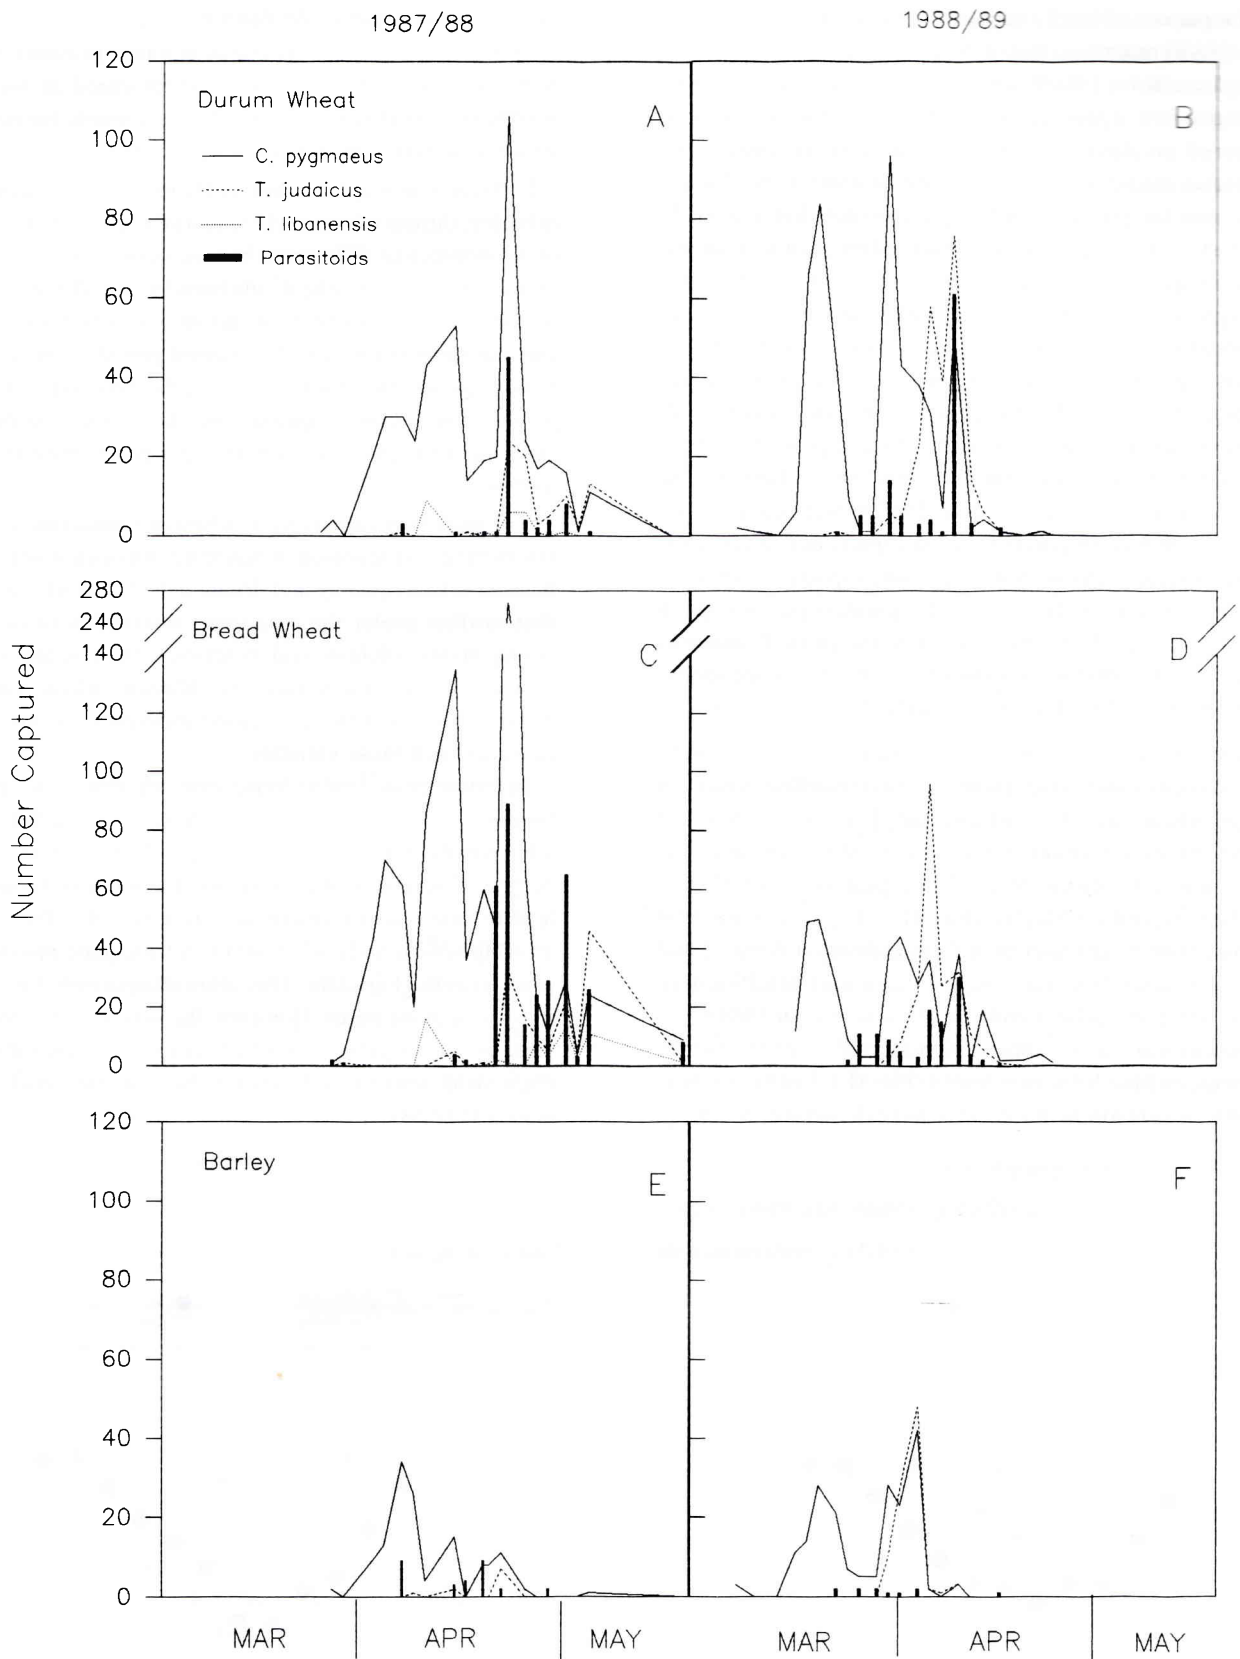 1987/88
1988/89
Number Captured
120
100
80
60
40
20
0
Durum Wheat
C. pygmaeus
T. judaicus
T. libanensis
Parasitoids
A
B
280
240
140
120
100
80
60
40
20
0
Bread Wheat
C
D
120
100
80
60
40
20
0
Barley
E
F
MAR APR MAY MAR APR MAY